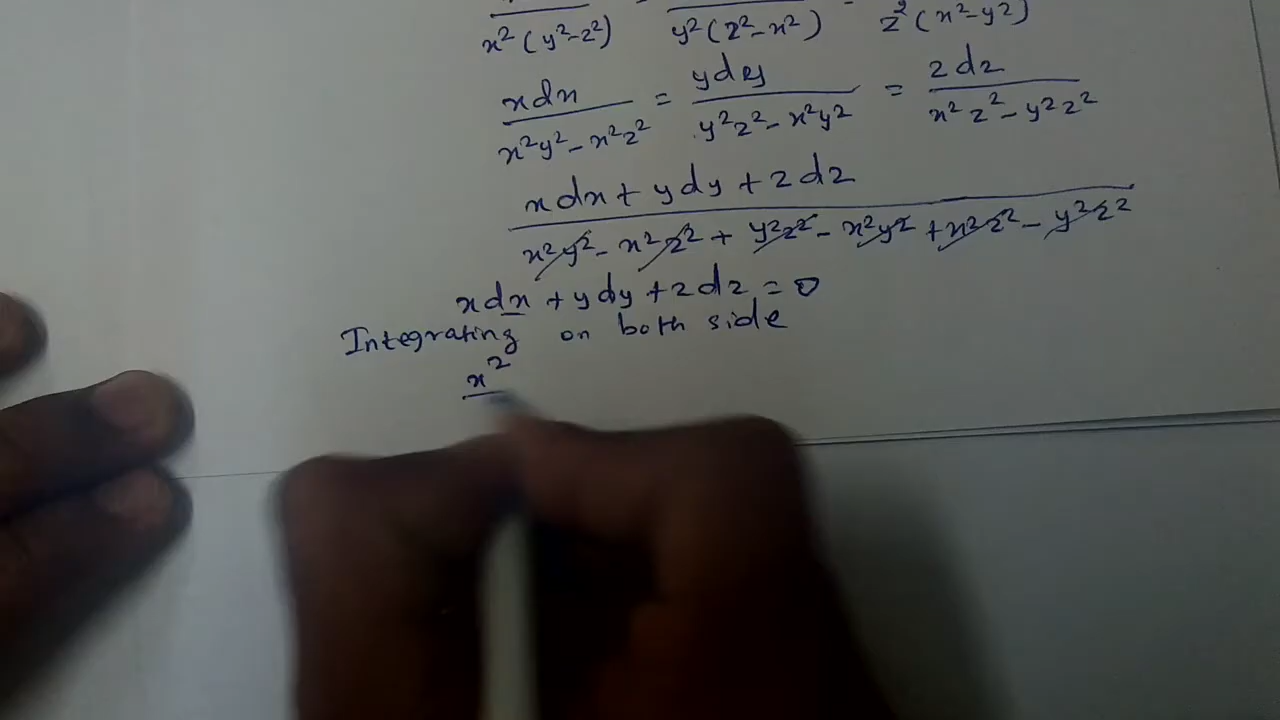 x²(y²-z²) y²(z²-x²) z²(x²-y²)
xdx / x²y²-x²z² = ydy / y²z²-x²y² = zdz / x²z²-y²z²
xdx + ydy + zdz
x²y² - x²z² + y²z² - x²y² + x²z² - y²z²
xdx + ydy + zdz = 0
Integrating on both side
x²